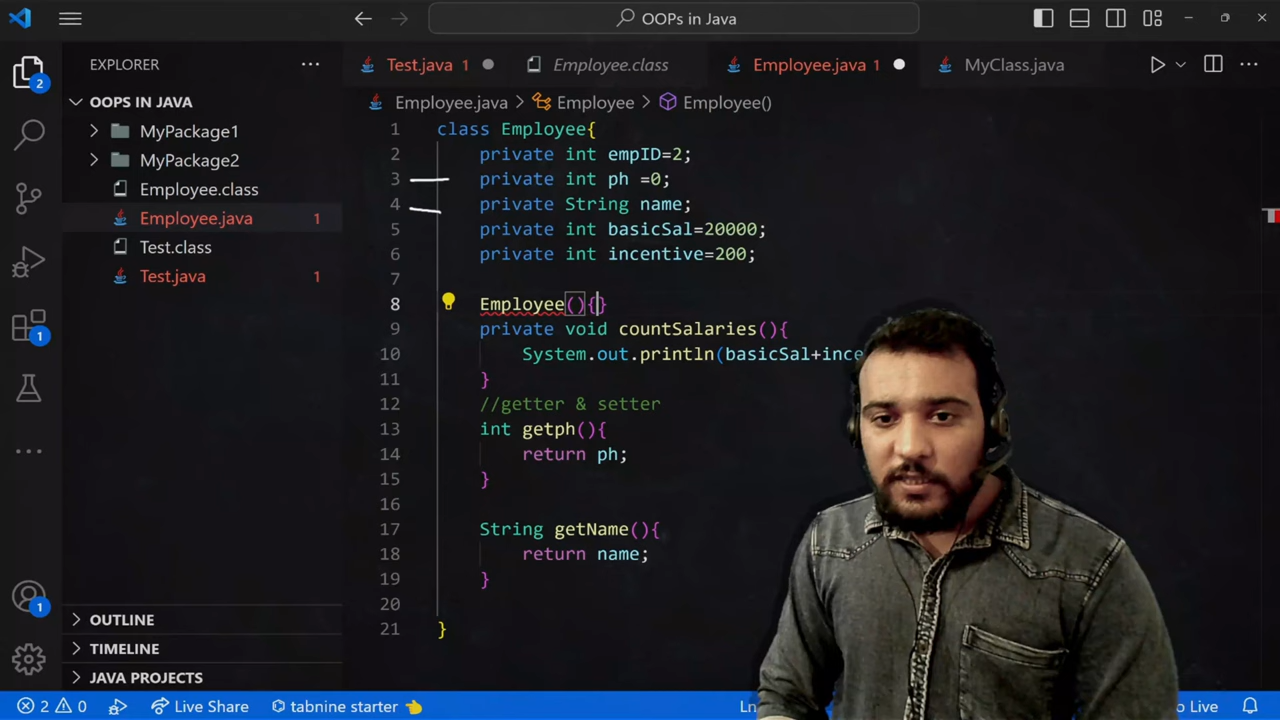 OOPs in Java
EXPLORER
Test.java 1
Employee.class
Employee.java 1
MyClass.java
OOPS IN JAVA
Employee.java > Employee > Employee()
MyPackage1
MyPackage2
Employee.class
Employee.java 1
Test.class
Test.java 1
2
1
1
1 class Employee{
2 private int empID=2;
3 private int ph =0;
4 private String name;
5 private int basicSal=20000;
6 private int incentive=200;
7
8 Employee(){}
9 private void countSalaries(){
10 System.out.println(basicSal+ince
11 }
12 //getter & setter
13 int getph(){
14 return ph;
15 }
16
17 String getName(){
18 return name;
19 }
20
21 }
OUTLINE
TIMELINE
JAVA PROJECTS
2 0 Live Share tabnine starter Ln Live